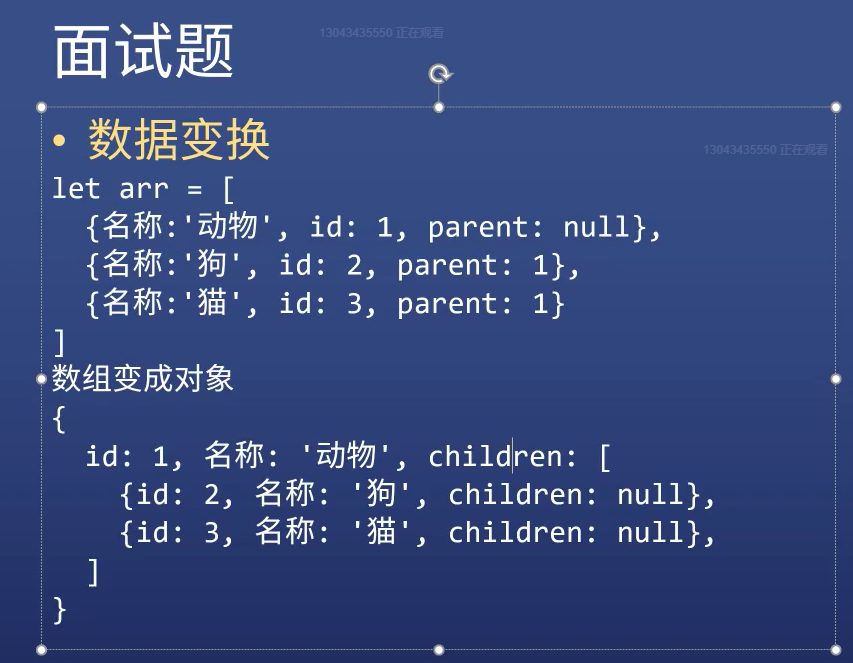 面试题
13043435550 正在观看
• 数据变换
13043435550 正在观看
let arr = [
  {名称:'动物', id: 1, parent: null},
  {名称:'狗', id: 2, parent: 1},
  {名称:'猫', id: 3, parent: 1}
]
数组变成对象
{
  id: 1, 名称: '动物', children: [
    {id: 2, 名称: '狗', children: null},
    {id: 3, 名称: '猫', children: null},
  ]
}